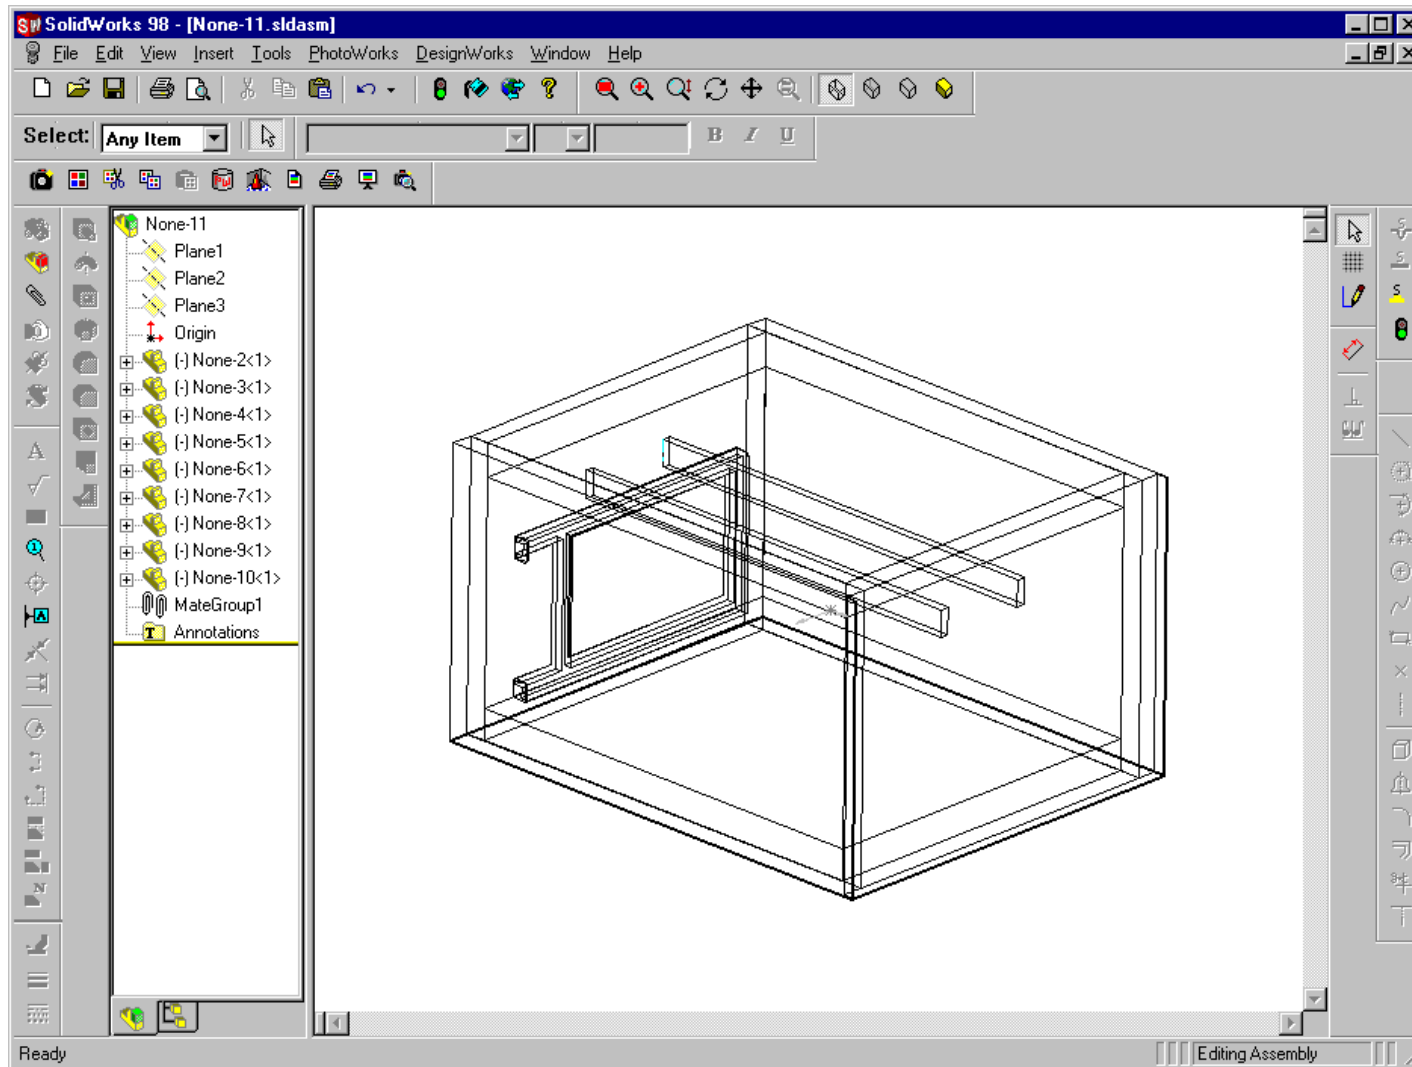 SolidWorks 98 - [None-11.sldasm]
File Edit View Insert Tools PhotoWorks DesignWorks Window Help
Select: Any Item B I U
None-11
Plane1
Plane2
Plane3
Origin
(-) None-2<1>
(-) None-3<1>
(-) None-4<1>
(-) None-5<1>
(-) None-6<1>
(-) None-7<1>
(-) None-8<1>
(-) None-9<1>
(-) None-10<1>
MateGroup1
Annotations
Ready Editing Assembly